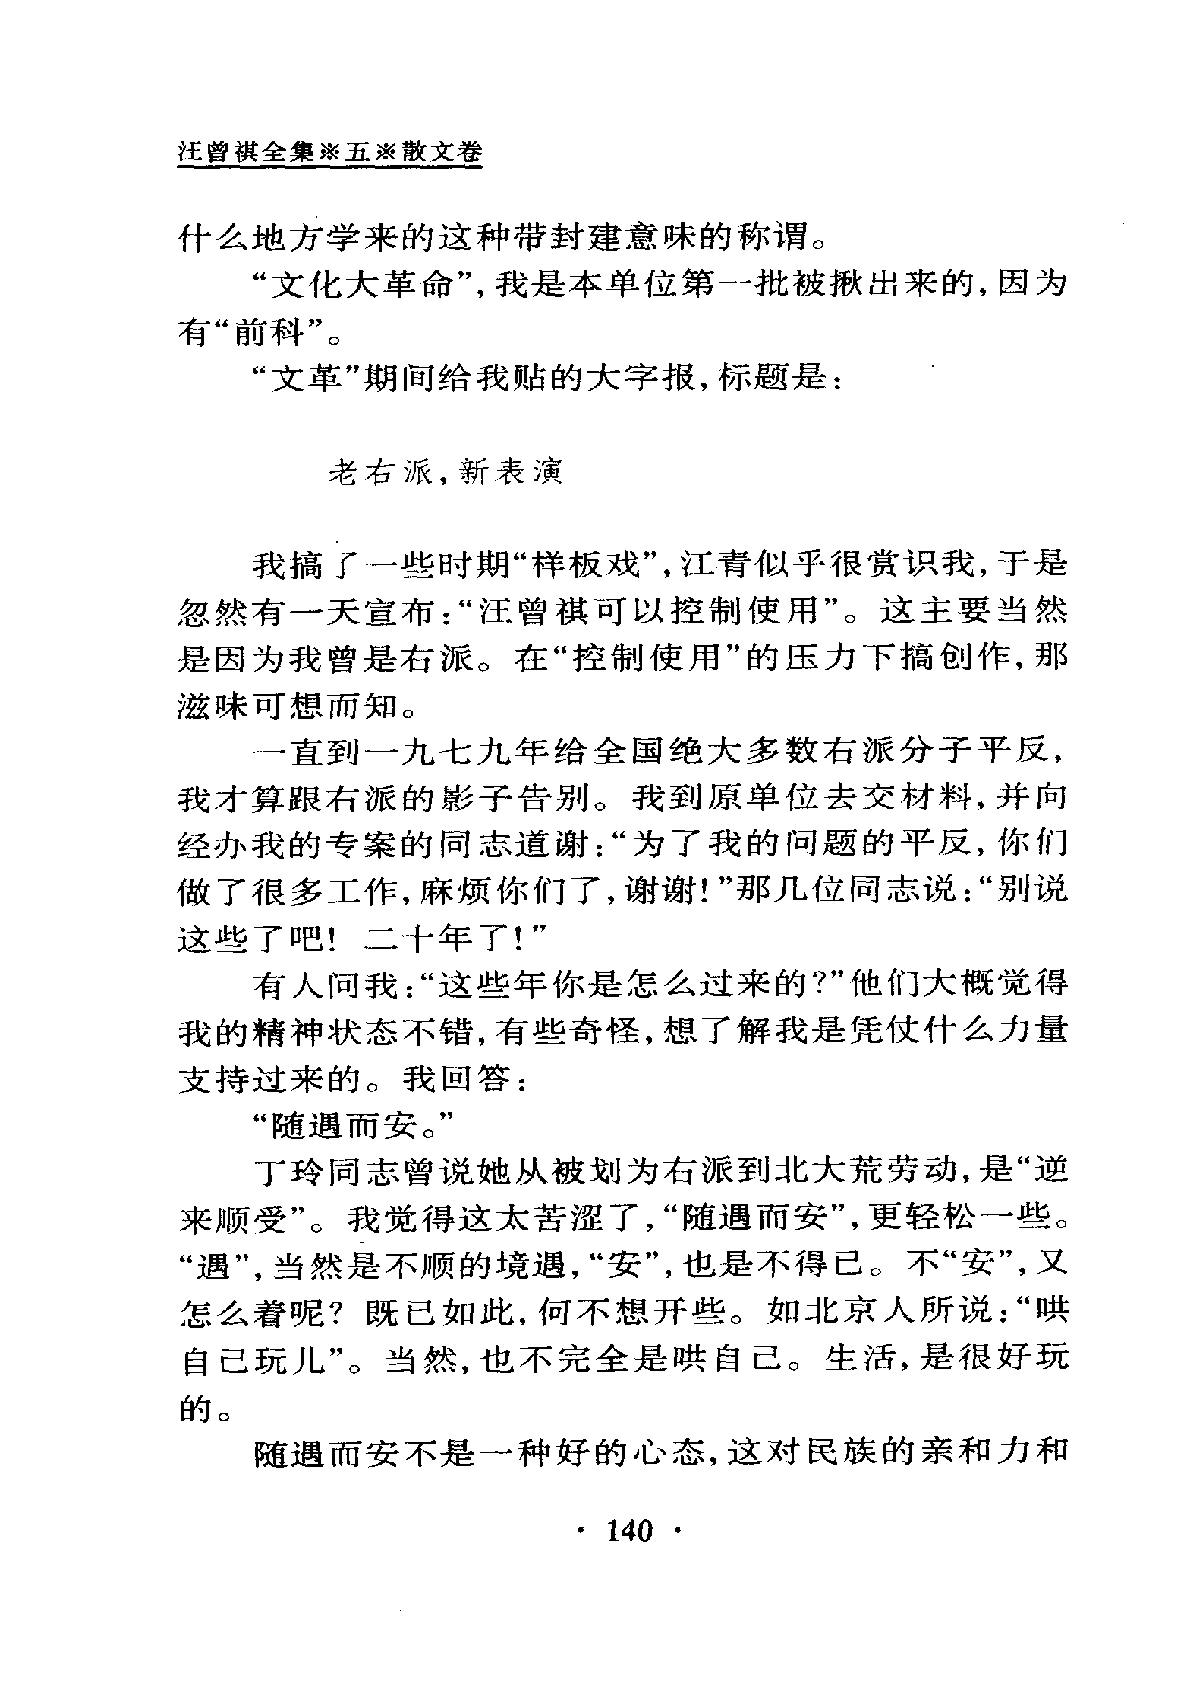 汪曾祺全集※五※散文卷
什么地方学来的这种带封建意味的称谓。
“文化大革命”,我是本单位第一批被揪出来的,因为
有“前科”。
“文革”期间给我贴的大字报,标题是:
老右派,新表演
我搞了一些时期“样板戏”,江青似乎很赏识我,于是
忽然有一天宣布:“汪曾祺可以控制使用”。这主要当然
是因为我曾是右派。在“控制使用”的压力下搞创作,那
滋味可想而知。
一直到一九七九年给全国绝大多数右派分子平反,
我才算跟右派的影子告别。我到原单位去交材料,并向
经办我的专案的同志道谢:“为了我的问题的平反,你们
做了很多工作,麻烦你们了,谢谢!”那几位同志说:“别说
这些了吧! 二十年了!”
有人问我:“这些年你是怎么过来的?”他们大概觉得
我的精神状态不错,有些奇怪,想了解我是凭仗什么力量
支持过来的。我回答:
“随遇而安。”
丁玲同志曾说她从被划为右派到北大荒劳动,是“逆
来顺受”。我觉得这太苦涩了,“随遇而安”,更轻松一些。
“遇”,当然是不顺的境遇,“安”,也是不得已。不“安”,又
怎么着呢? 既已如此,何不想开些。如北京人所说:“哄
自己玩儿”。当然,也不完全是哄自己。生活,是很好玩
的。
随遇而安不是一种好的心态,这对民族的亲和力和
· 140 ·